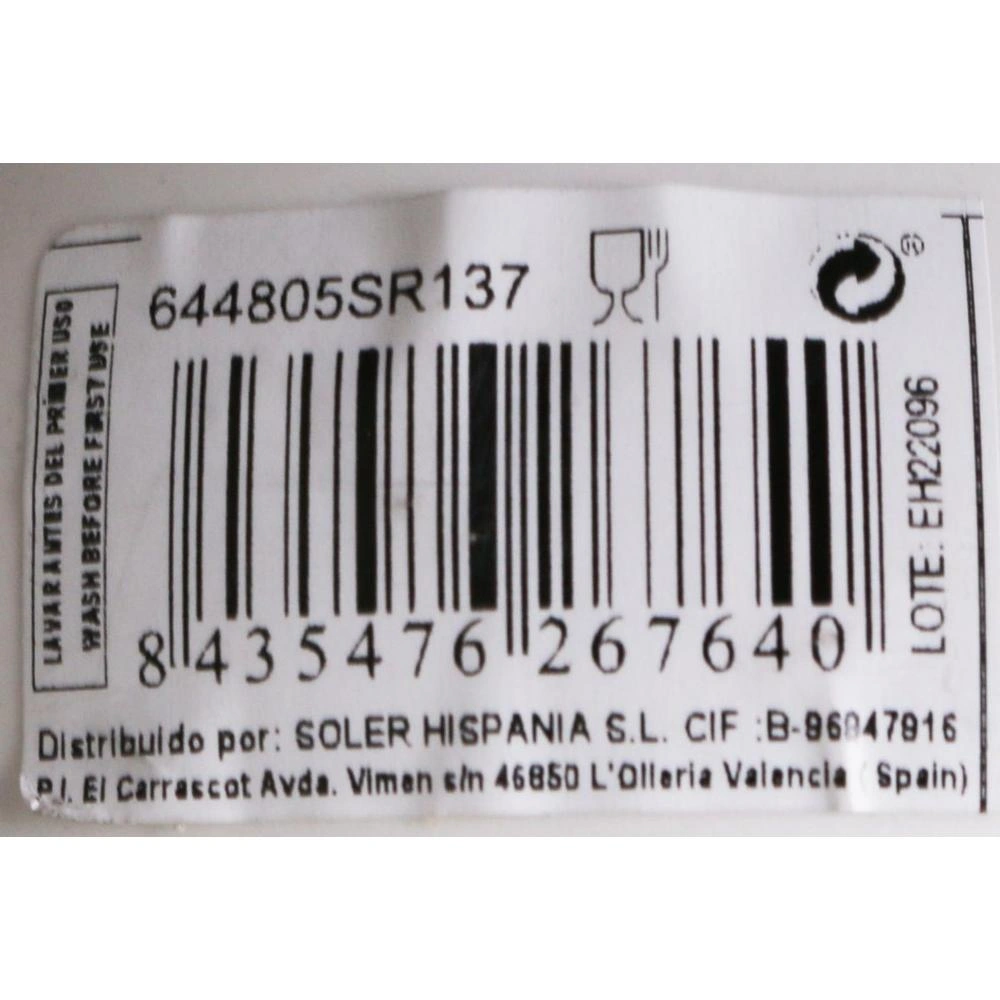 644805SR137
®
LAVAR ANTES DEL PRIMER USO
WASH BEFORE FIRST USE
8 435476 267640
LOTE: EH22096
Distribuido por: SOLER HISPANIA S.L. CIF :
P.I. El Carrascot Avda. Vimen s/n 46850 L'Olleria Valencia ( Spain)